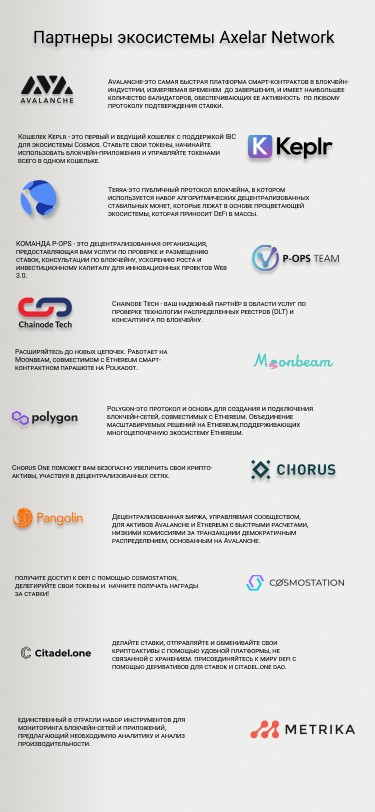 Партнеры экосистемы Axelar Network
Avalanche-это самая быстрая платформа смарт-контрактов в блокчейн-
индустрии, измеряемая временем до завершения, и имеет наибольшее
количество валидаторов, обеспечивающих ее активность по любому
протоколу подтверждения ставки.
AVALANCHE
Кошелек Keplr - это первый и ведущий кошелек с поддержкой IBC
для экосистемы Cosmos. Ставьте свои токены, начинайте
использовать блокчейн-приложения и управляйте токенами
всего в одном кошельке.
K Keplr
Terra-это публичный протокол блокчейна, в котором
используется набор алгоритмических децентрализованных
стабильных монет, которые лежат в основе процветающей
экосистемы, которая приносит DeFi в массы.
команда P-OPS - это децентрализованная организация,
предоставляющая вам услуги по проверке и размещению
ставок, консультации по блокчейну, ускорению роста и
инвестиционному капиталу для инновационных проектов Web
3.0.
P-OPS TEAM
Chainode Tech
Chainode Tech - ваш надежный партнёр в области услуг по
проверке технологии распределенных реестров (DLT) и
консалтинга по блокчейну.
Расширяйтесь до новых цепочек. Работает на
Moonbeam, совместимом с Ethereum смарт-
контрактном парашюте на Polkadot.
Moonbeam
polygon
Polygon-это протокол и основа для создания и подключения
блокчейн-сетей, совместимых с Ethereum. Объединение
масштабируемых решений на Ethereum,поддерживающих
многоцепочечную экосистему Ethereum.
Chorus One поможет вам безопасно увеличить свои крипто-
активы, участвуя в децентрализованных сетях.
CHORUS
Pangolin
Децентрализованная биржа, управляемая сообществом,
для активов Avalanche и Ethereum с быстрыми расчетами,
низкими комиссиями за транзакциии демократичным
распределением, основанным на Avalanche.
получите доступ к DeFi с помощью cosmostation,
делегируйте свои токены и начните получать награды
за ставки!
COSMOSTATION
Citadel.one
делайте ставки, отправляйте и обменивайте свои
криптоактивы с помощью удобной платформы, не
связанной с хранением. присоединяйтесь к миру DeFi с
помощью деривативов для ставок и citadel.one DAO.
единственный в отрасли набор инструментов для
мониторинга блокчейн-сетей и приложений,
предлагающий необходимую аналитику и анализ
производительности.
METRIKA